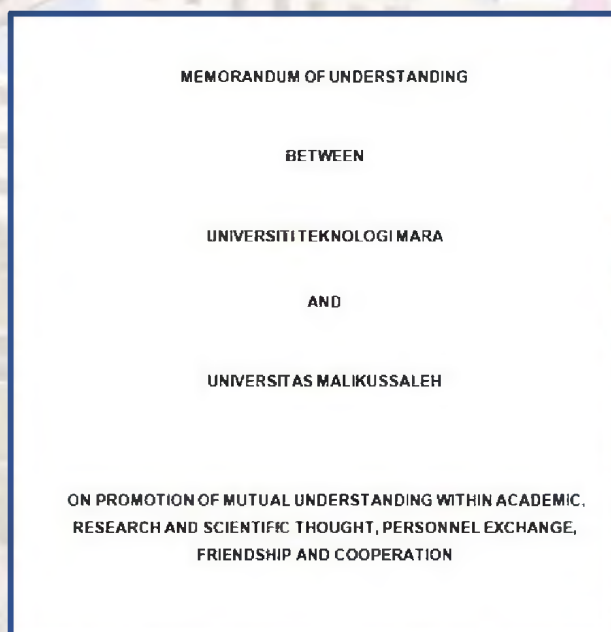 MEMORANDUM OF UNDERSTANDING
BETWEEN
UNIVERSITI TEKNOLOGI MARA
AND
UNIVERSITAS MALIKUSSALEH
ON PROMOTION OF MUTUAL UNDERSTANDING WITHIN ACADEMIC,
RESEARCH AND SCIENTIFIC THOUGHT, PERSONNEL EXCHANGE,
FRIENDSHIP AND COOPERATION